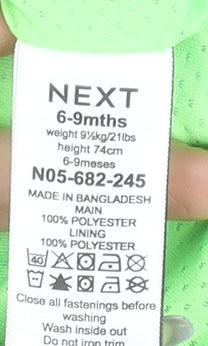 NEXT
6-9mths
weight 9½kg/21lbs
height 74cm
6-9meses
N05-682-245
MADE IN BANGLADESH
MAIN
100% POLYESTER
LINING
100% POLYESTER
40
Close all fastenings before
washing
Wash inside out
Do not iron trim